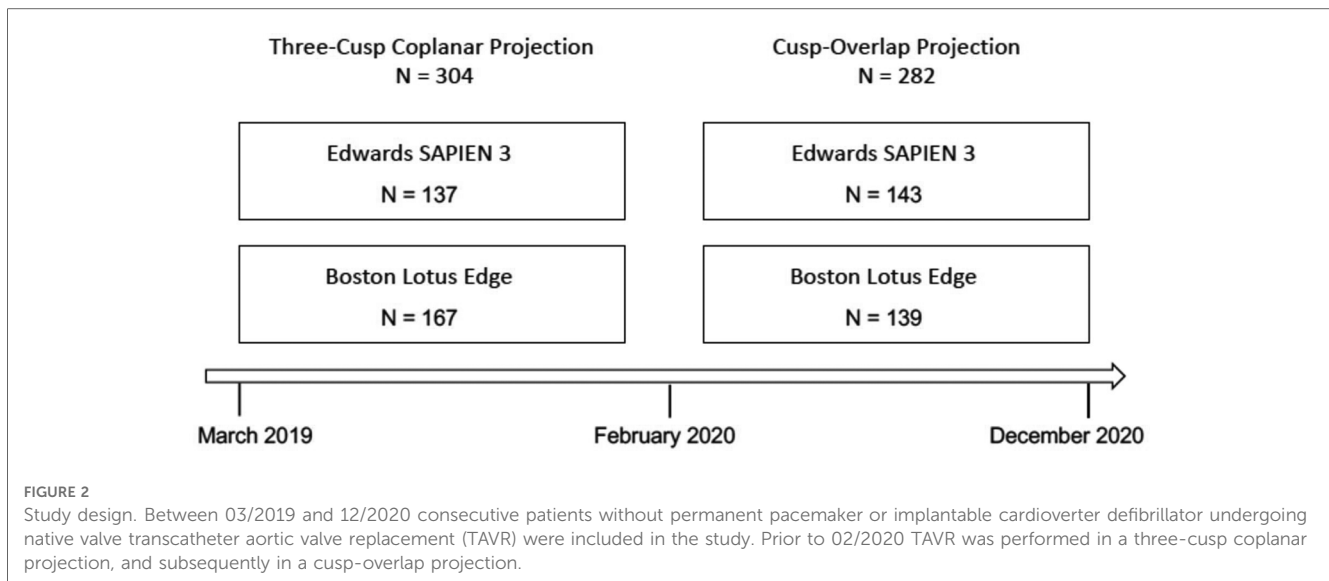 Three-Cusp Coplanar Projection
N = 304
Cusp-Overlap Projection
N = 282
Edwards SAPIEN 3
N = 137
Edwards SAPIEN 3
N = 143
Boston Lotus Edge
N = 167
Boston Lotus Edge
N = 139
March 2019
February 2020
December 2020
FIGURE 2
Study design. Between 03/2019 and 12/2020 consecutive patients without permanent pacemaker or implantable cardioverter defibrillator undergoing
native valve transcatheter aortic valve replacement (TAVR) were included in the study. Prior to 02/2020 TAVR was performed in a three-cusp coplanar
projection, and subsequently in a cusp-overlap projection.